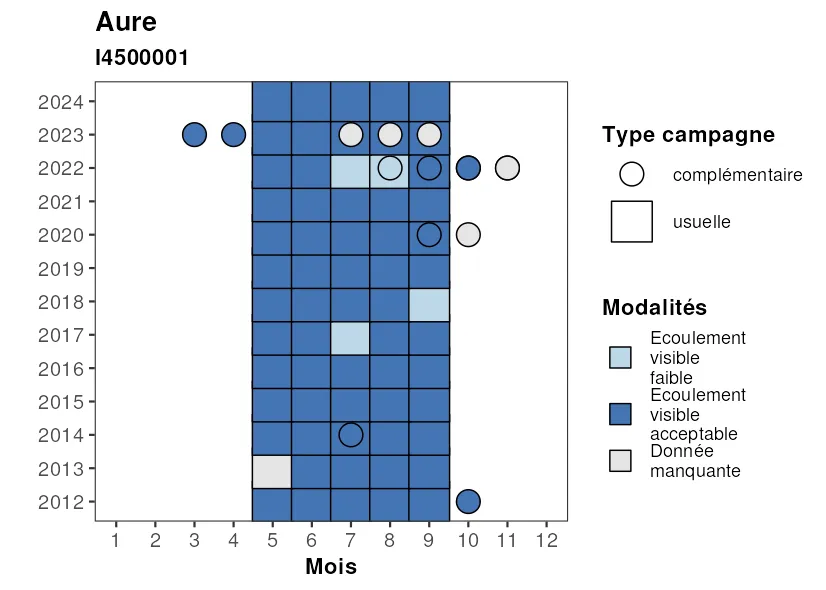 Aure
I4500001
2024
2023
2022
2021
2020
2019
2018
2017
2016
2015
2014
2013
2012
1 2 3 4 5 6 7 8 9 10 11 12
Mois
Type campagne
complémentaire
usuelle
Modalités
Ecoulement
visible
faible
Ecoulement
visible
acceptable
Donnée
manquante